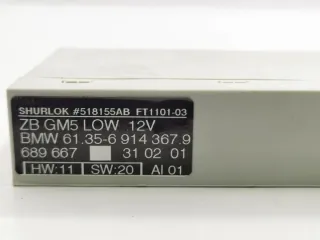 SHURLOK #518155AB FT1101-03
ZB GM5 LOW 12V
BMW 61.35-6 914 367.9
689 667 31 02 01
HW:11 SW:20 AI 01